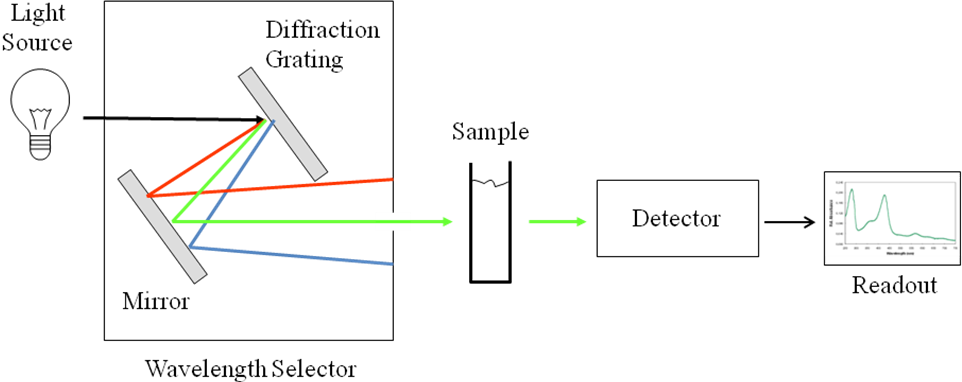 Light
Source
Diffraction
Grating
Sample
Detector
Mirror
Readout
Wavelength Selector